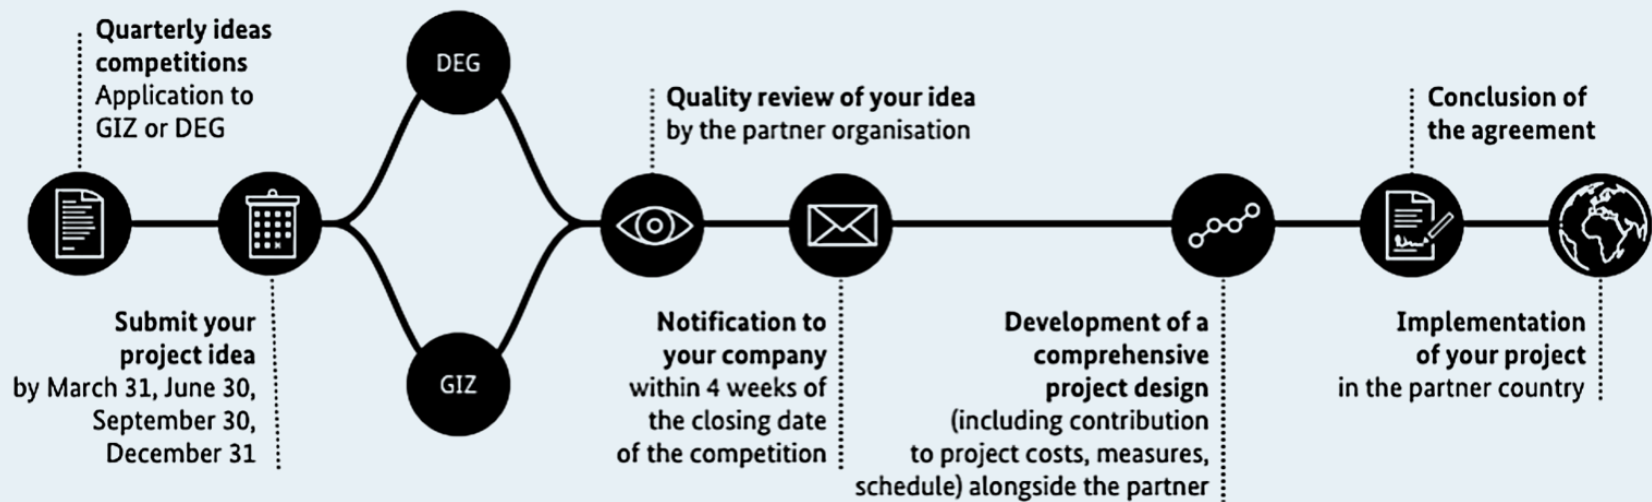 Quarterly ideas
competitions
Application to
GIZ or DEG
Submit your
project idea
by March 31, June 30,
September 30,
December 31
DEG
GIZ
Quality review of your idea
by the partner organisation
Notification to
your company
within 4 weeks of
the closing date
of the competition
Development of a
comprehensive
project design
(including contribution
to project costs, measures,
schedule) alongside the partner
Conclusion of
the agreement
Implementation
of your project
in the partner country